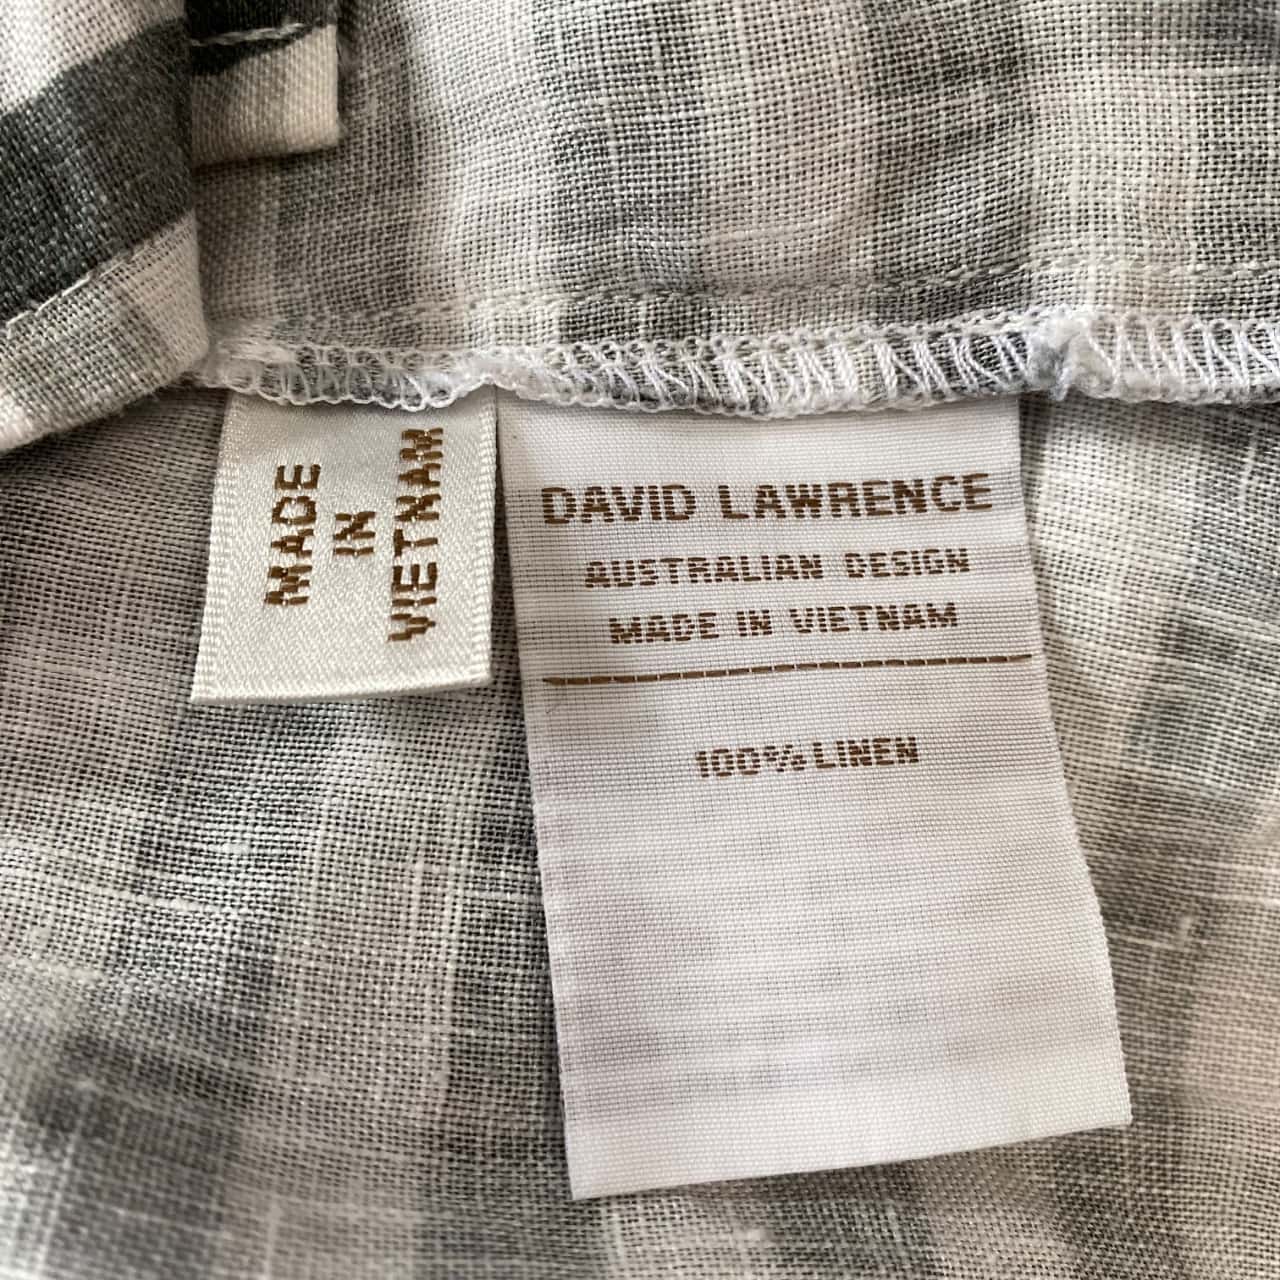 MADE
IN
VIETNAM
DAVID LAWRENCE
AUSTRALIAN DESIGN
MADE IN VIETNAM
100% LINEN